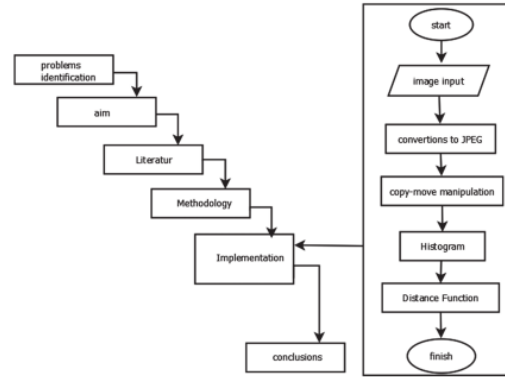 problems
identification
aim
Literatur
Methodology
Implementation
conclusions
start
image input
convertions to JPEG
copy-move manipulation
Histogram
Distance Function
finish